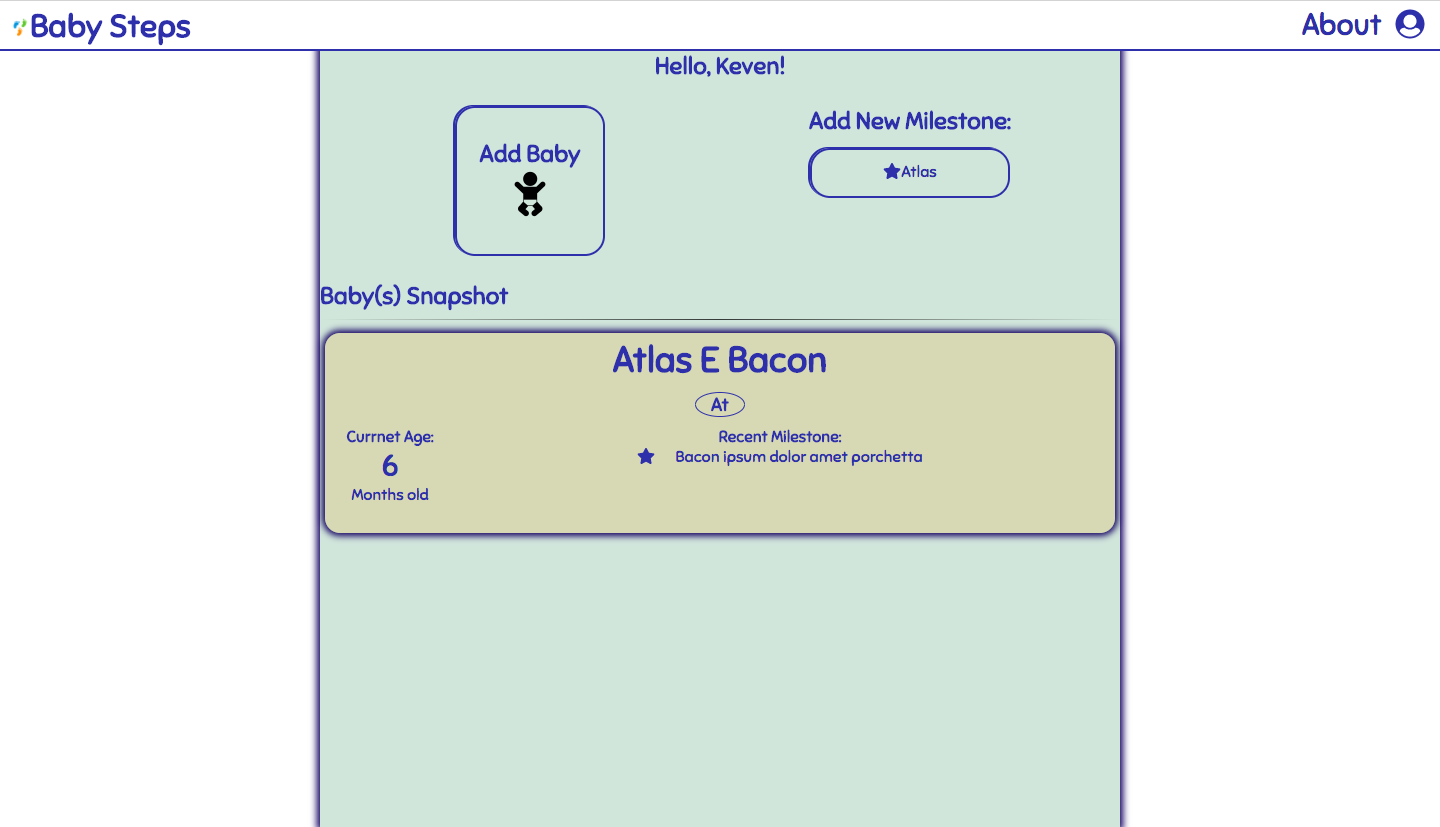 Baby Steps
About
Hello, Keven!
Add Baby
Add New Milestone:
Atlas
Baby(s) Snapshot
Atlas E Bacon
At
Currnet Age:
6
Months old
Recent Milestone:
Bacon ipsum dolor amet porchetta